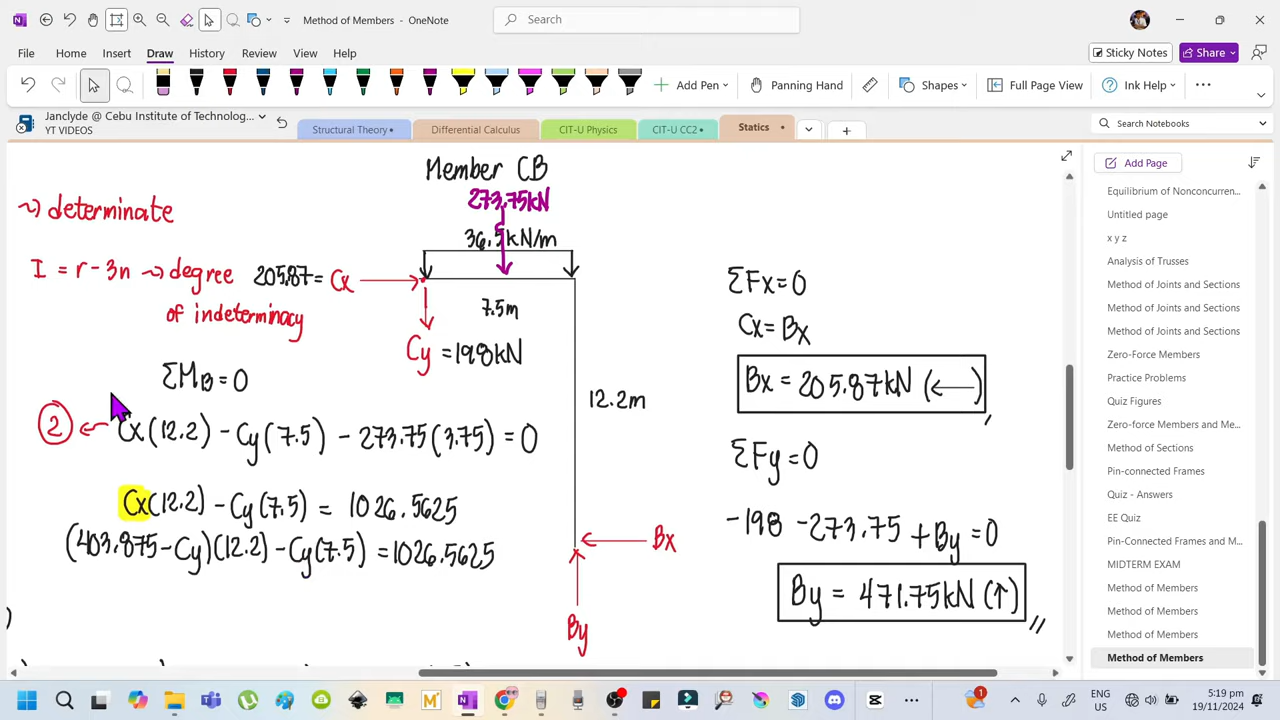 Method of Members - OneNote
Search
File Home Insert Draw History Review View Help
Sticky Notes
Share
Add Pen
Panning Hand
Shapes
Full Page View
Ink Help
Janclyde @ Cebu Institute of Technolog...
YT VIDEOS
Structural Theory
Differential Calculus
CIT-U Physics
CIT-U CC2
Statics
Search Notebooks
Add Page
Equilibrium of Nonconcurren...
Untitled page
x y z
Analysis of Trusses
Method of Joints and Sections
Method of Joints and Sections
Method of Joints and Sections
Zero-Force Members
Practice Problems
Quiz Figures
Zero-force Members and Me...
Method of Sections
Pin-connected Frames
Quiz - Answers
EE Quiz
Pin-Connected Frames and M...
MIDTERM EXAM
Method of Members
Method of Members
Method of Members
Method of Members
~> determinate
I = r - 3n ~> degree
of indeterminacy
Member CB
273.75kN
36.5kN/m
205.87 = Cx
7.5m
Cy = 198kN
12.2m
Bx
By
ΣMB = 0
② ← Cx(12.2) - Cy(7.5) - 273.75(3.75) = 0
Cx(12.2) - Cy(7.5) = 1026.5625
(403.875 - Cy)(12.2) - Cy(7.5) = 1026.5625
ΣFx = 0
Cx = Bx
Bx = 205.87kN (←)
ΣFy = 0
-198 - 273.75 + By = 0
By = 471.75kN (↑)
ENG
PH
5:19 pm
19/11/2024
1